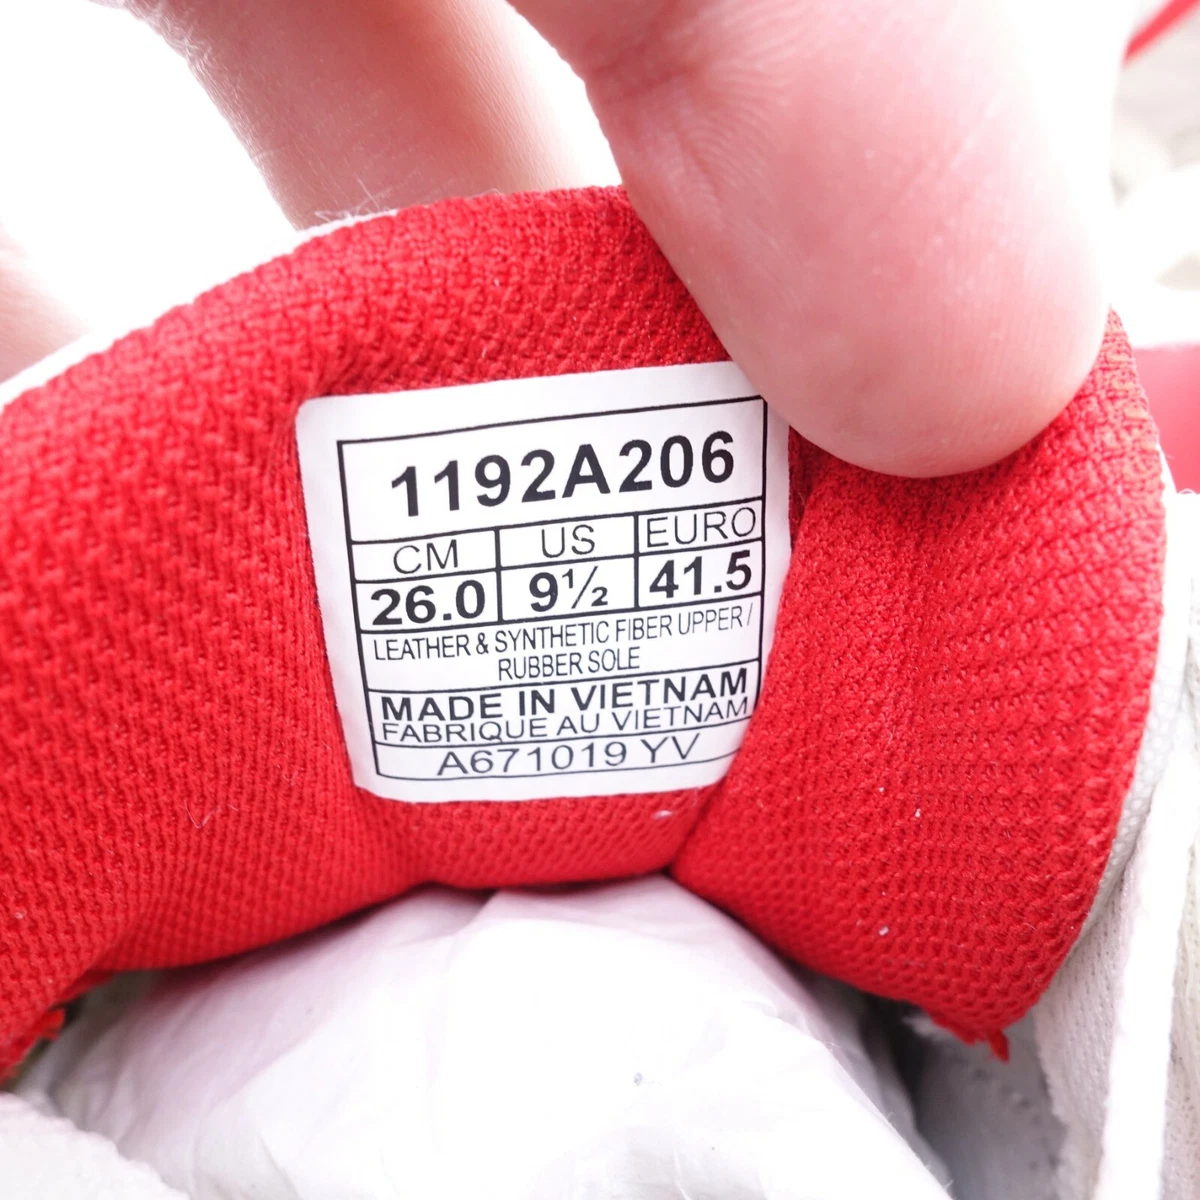 1192A206
CM US EURO
26.0 9½ 41.5
LEATHER & SYNTHETIC FIBER UPPER /
RUBBER SOLE
MADE IN VIETNAM
FABRIQUE AU VIETNAM
A671019 YV